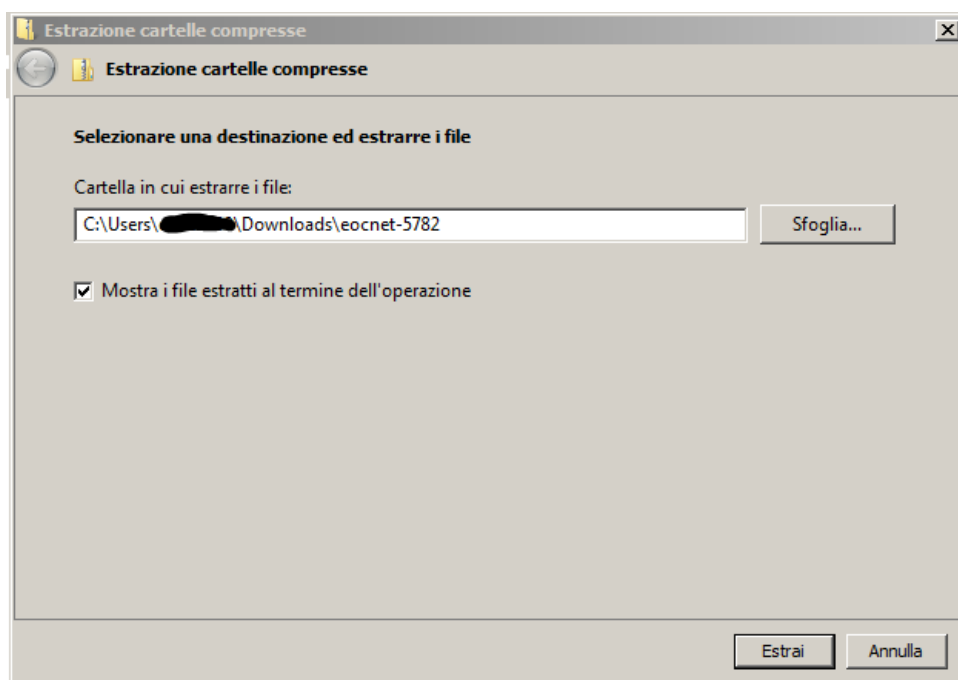 Estrazione cartelle compresse
Estrazione cartelle compresse
Selezionare una destinazione ed estrarre i file
Cartella in cui estrarre i file:
C:\Users\ \Downloads\eocnet-5782
Sfoglia...
Mostra i file estratti al termine dell'operazione
Estrai
Annulla